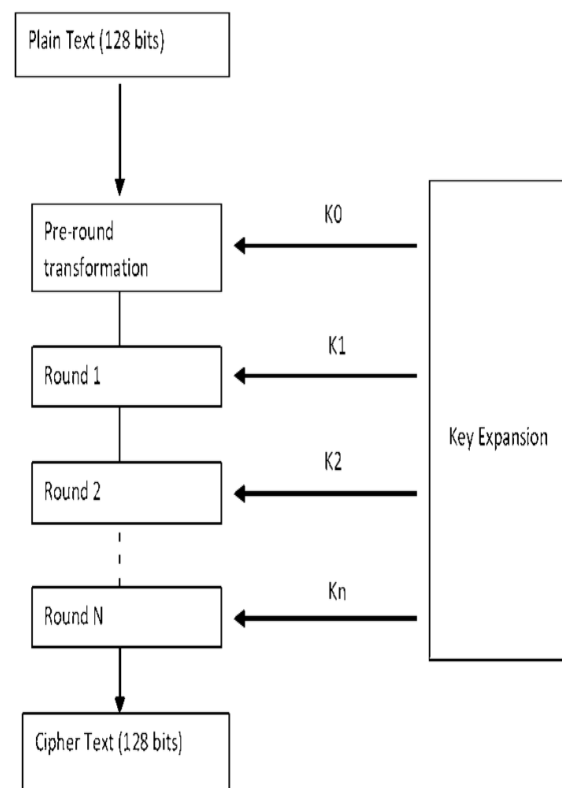 Plain Text (128 bits)
Pre-round
transformation
K0
Round 1
K1
Key Expansion
Round 2
K2
Round N
Kn
Cipher Text (128 bits)